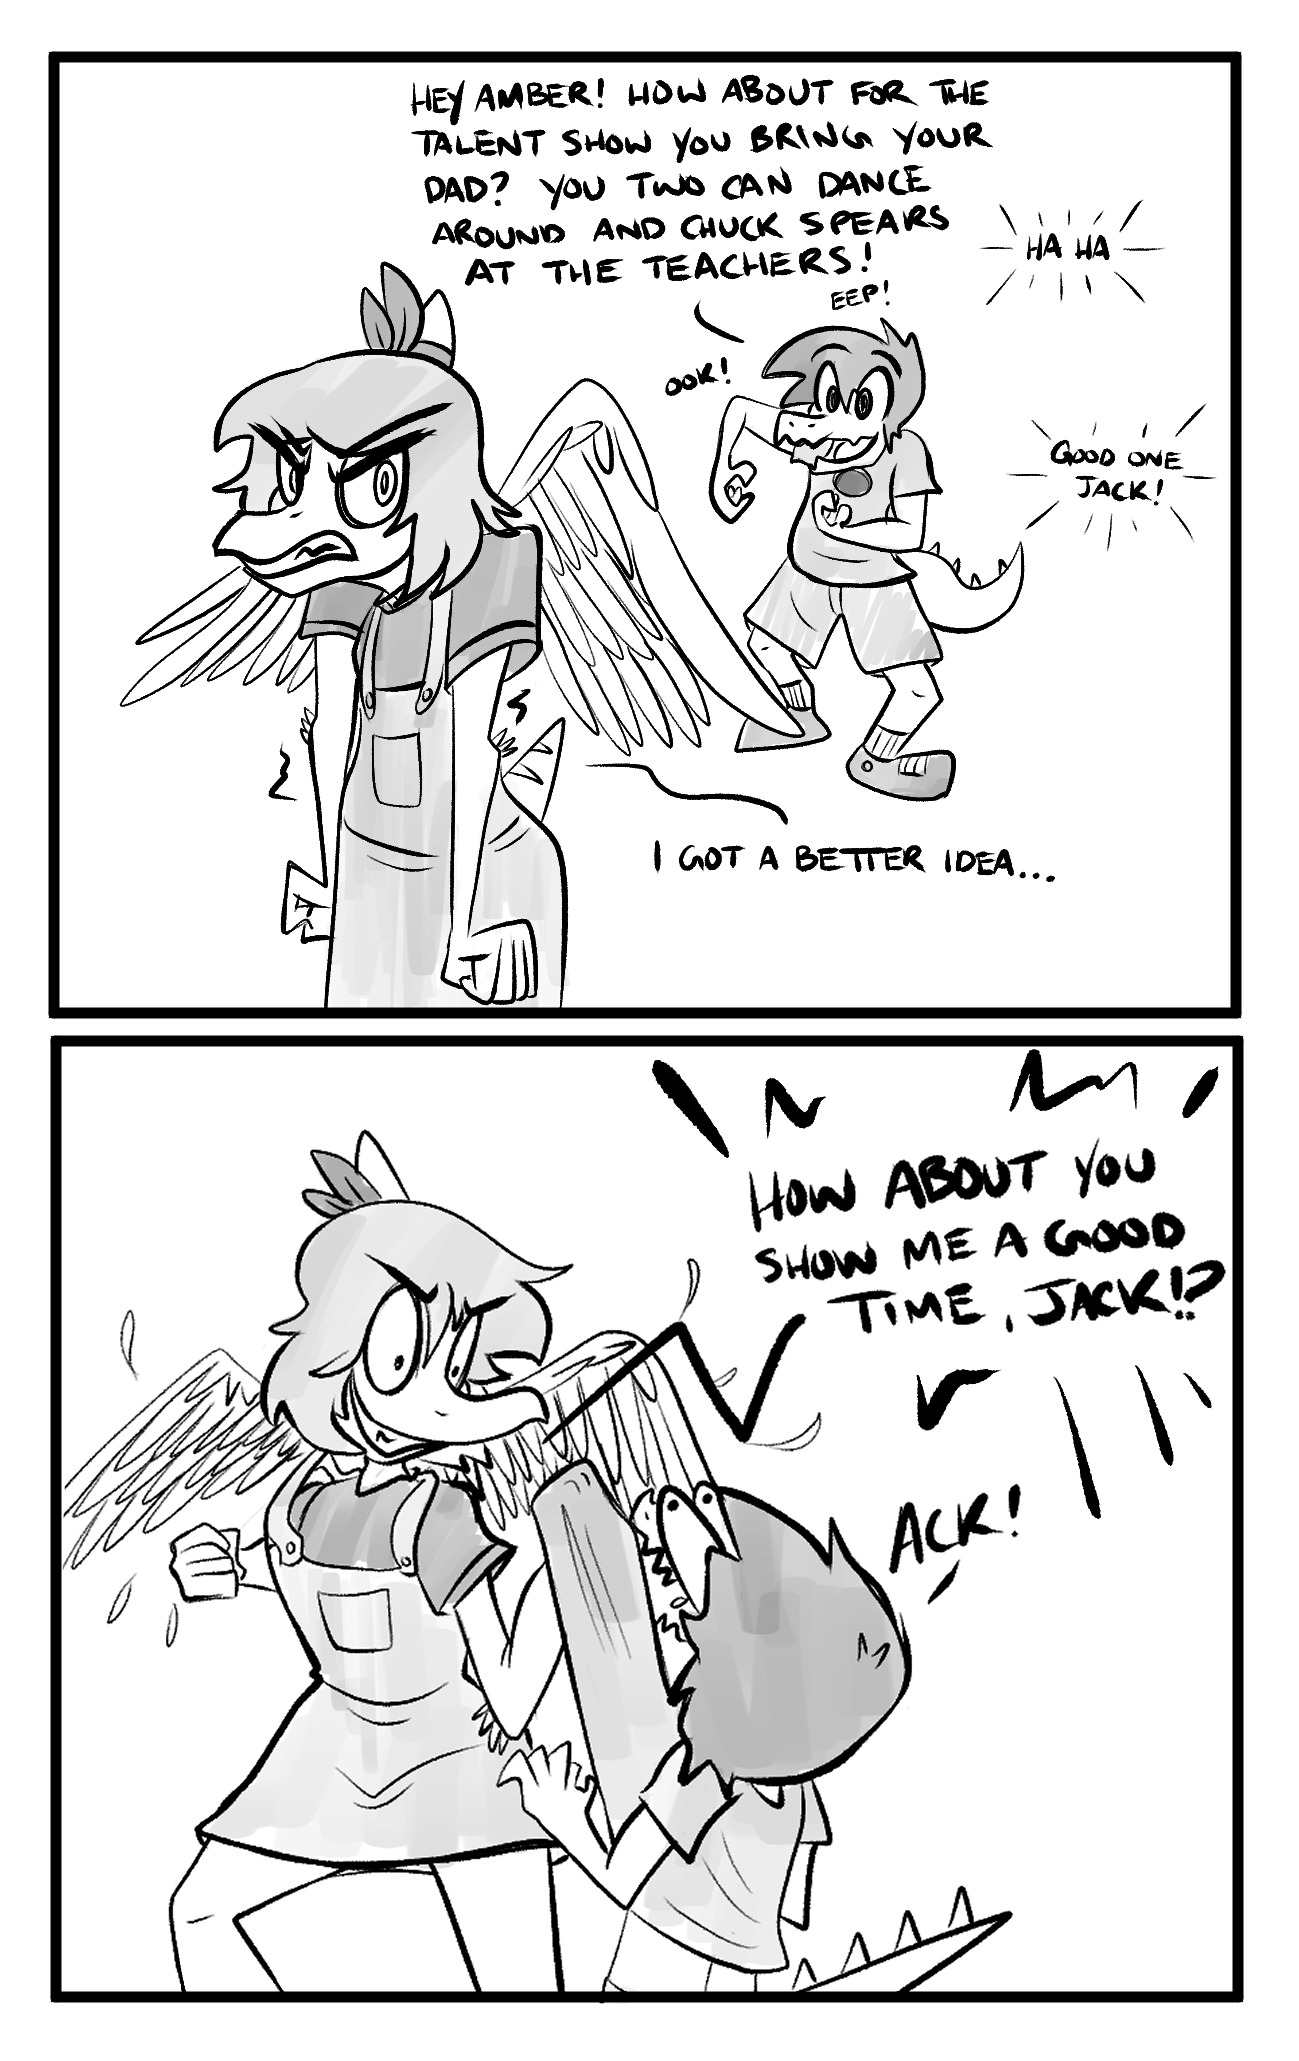 HEY AMBER! HOW ABOUT FOR THE
TALENT SHOW YOU BRING YOUR
DAD? YOU TWO CAN DANCE
AROUND AND CHUCK SPEARS
AT THE TEACHERS!
HA HA
EEP!
OOK!
GOOD ONE
JACK!
I GOT A BETTER IDEA...
HOW ABOUT YOU
SHOW ME A GOOD
TIME, JACK!?
ACK!